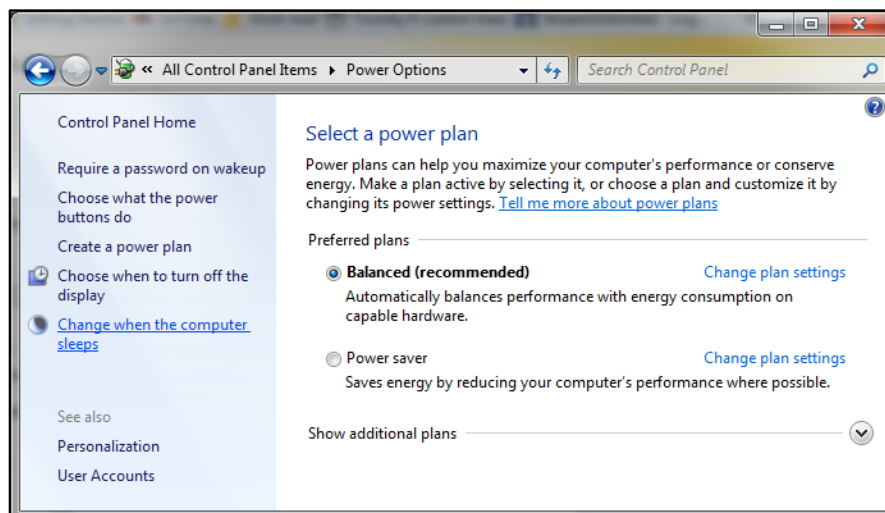 « All Control Panel Items ▸ Power Options
Search Control Panel
Control Panel Home
Require a password on wakeup
Choose what the power
buttons do
Create a power plan
Choose when to turn off the
display
Change when the computer
sleeps
See also
Personalization
User Accounts
Select a power plan
Power plans can help you maximize your computer's performance or conserve
energy. Make a plan active by selecting it, or choose a plan and customize it by
changing its power settings. Tell me more about power plans
Preferred plans
Balanced (recommended) Change plan settings
Automatically balances performance with energy consumption on
capable hardware.
Power saver Change plan settings
Saves energy by reducing your computer's performance where possible.
Show additional plans